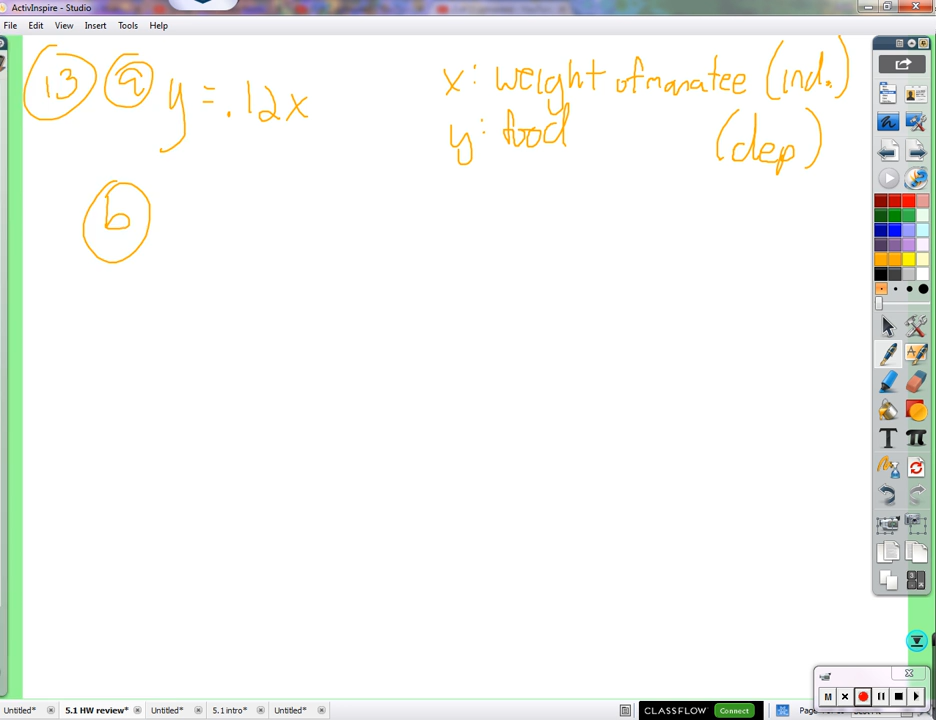 ActivInspire - Studio
File Edit View Insert Tools Help
13 a y = .12x x: weight of manatee (ind.)
y: food (dep)
b
T π
Untitled* 5.1 HW review* Untitled* 5.1 intro* Untitled* CLASSFLOW Connect
M